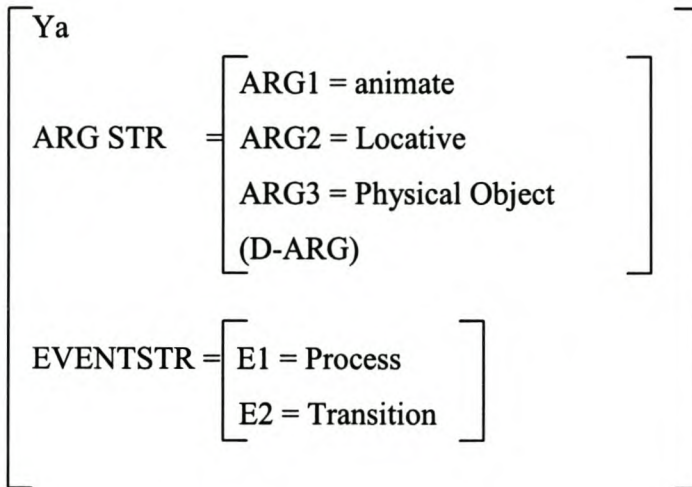 Ya
ARG1 = animate
ARG STR = ARG2 = Locative
ARG3 = Physical Object
(D-ARG)
EVENTSTR = E1 = Process
E2 = Transition